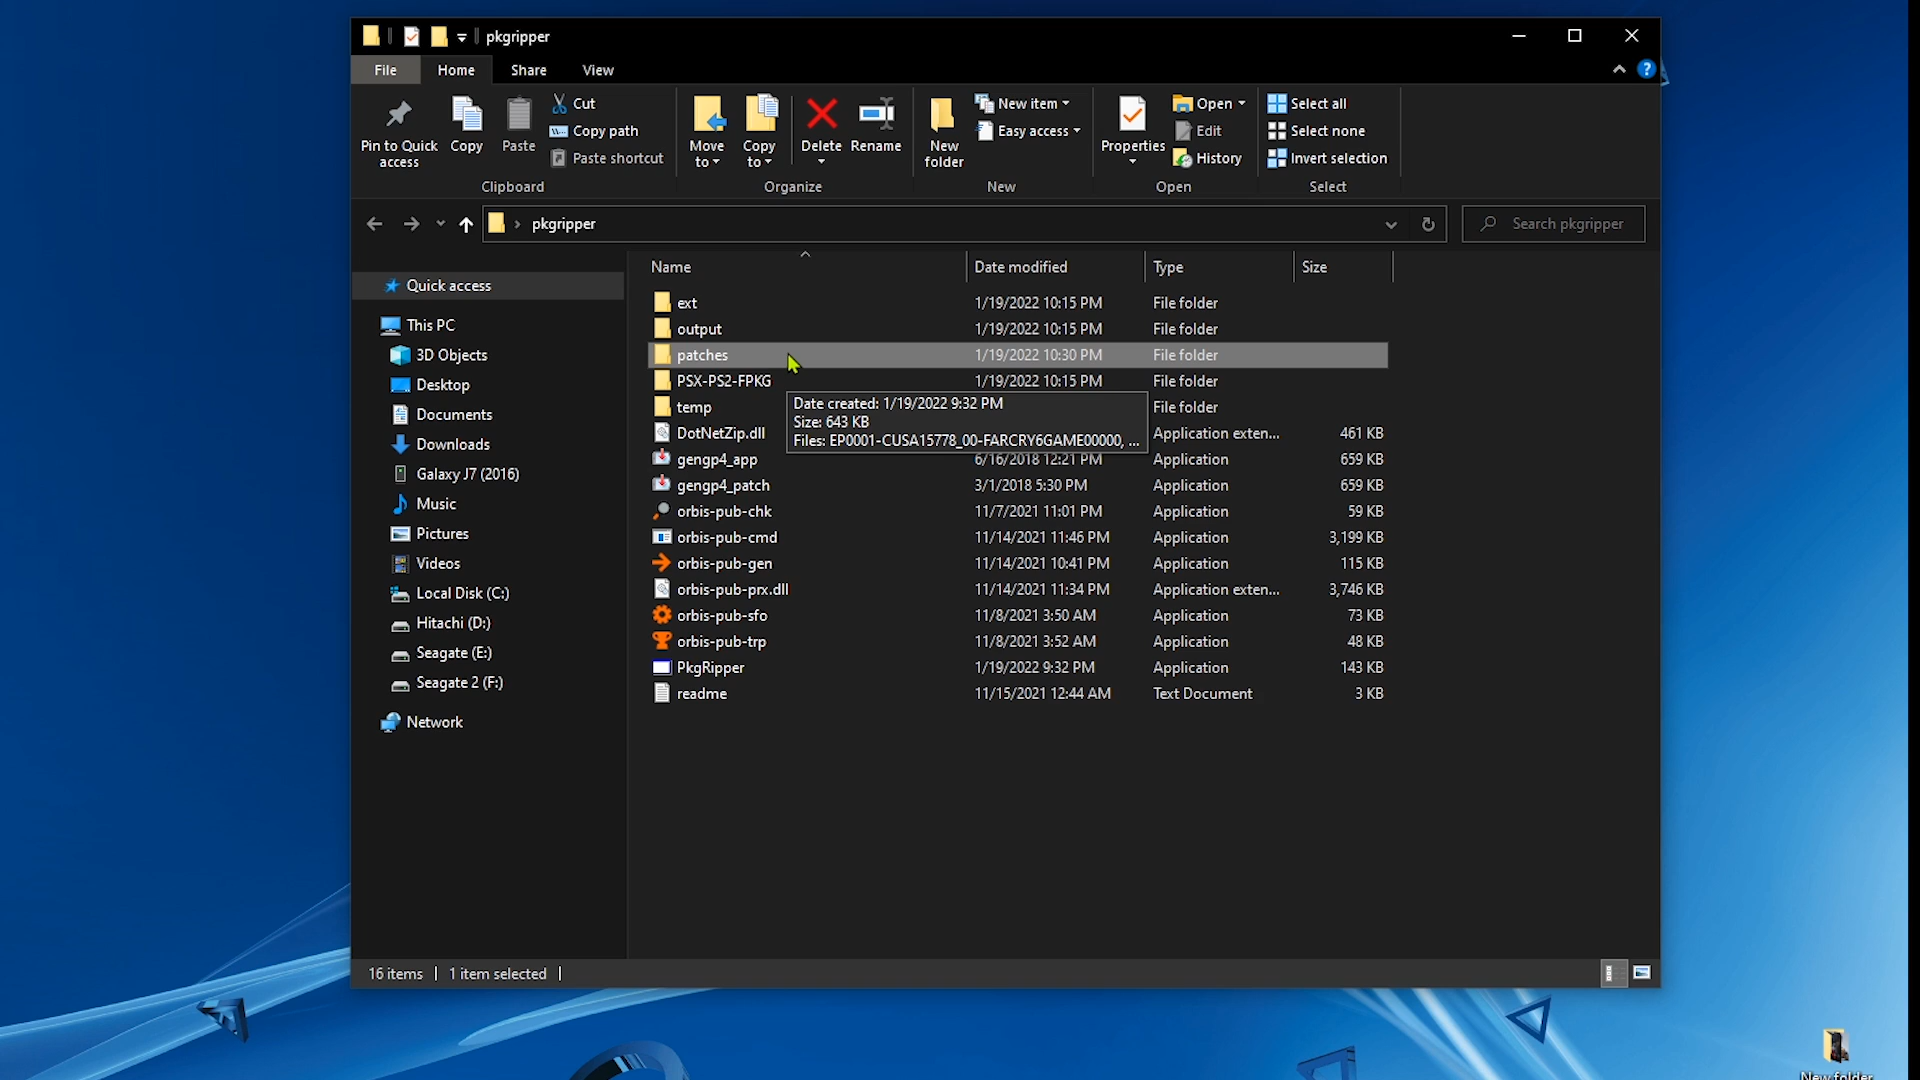 pkgripper
File Home Share View
Pin to Quick access
Copy
Paste
Cut
Copy path
Paste shortcut
Clipboard
Move to
Copy to
Delete
Rename
Organize
New folder
New item
Easy access
New
Properties
Open
Edit
History
Open
Select all
Select none
Invert selection
Select
pkgripper
Search pkgripper
Quick access
This PC
3D Objects
Desktop
Documents
Downloads
Galaxy J7 (2016)
Music
Pictures
Videos
Local Disk (C:)
Hitachi (D:)
Seagate (E:)
Seagate 2 (F:)
Network
Name Date modified Type Size
ext 1/19/2022 10:15 PM File folder
output 1/19/2022 10:15 PM File folder
patches 1/19/2022 10:30 PM File folder
PSX-PS2-FPKG 1/19/2022 10:15 PM File folder
temp File folder
Date created: 1/19/2022 9:32 PM
Size: 643 KB
Files: EP0001-CUSA15778_00-FARCRY6GAME00000, ...
DotNetZip.dll Application exten... 461 KB
gengp4_app 6/16/2018 12:21 PM Application 659 KB
gengp4_patch 3/1/2018 5:30 PM Application 659 KB
orbis-pub-chk 11/7/2021 11:01 PM Application 59 KB
orbis-pub-cmd 11/14/2021 11:46 PM Application 3,199 KB
orbis-pub-gen 11/14/2021 10:41 PM Application 115 KB
orbis-pub-prx.dll 11/14/2021 11:34 PM Application exten... 3,746 KB
orbis-pub-sfo 11/8/2021 3:50 AM Application 73 KB
orbis-pub-trp 11/8/2021 3:52 AM Application 48 KB
PkgRipper 1/19/2022 9:32 PM Application 143 KB
readme 11/15/2021 12:44 AM Text Document 3 KB
16 items 1 item selected
New folder